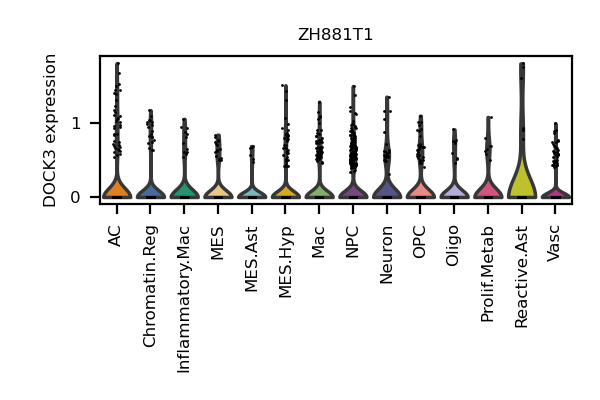 ZH881T1
DOCK3 expression
1
0
AC
Chromatin.Reg
Inflammatory.Mac
MES
MES.Ast
MES.Hyp
Mac
NPC
Neuron
OPC
Oligo
Prolif.Metab
Reactive.Ast
Vasc